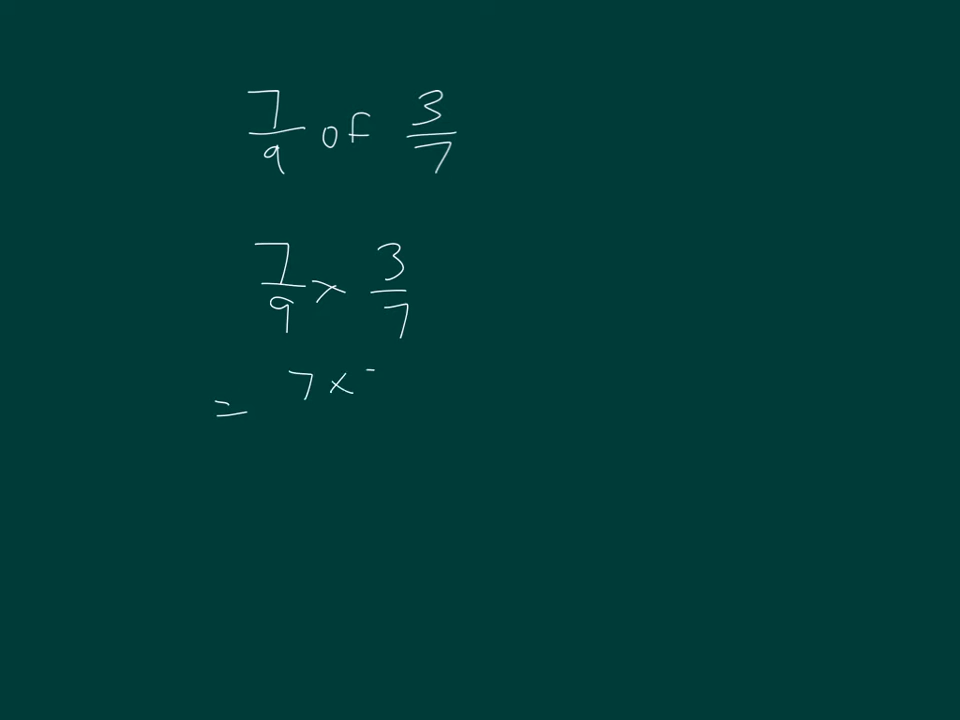 7/9 of 3/7
7/9 × 3/7
= 7 ×